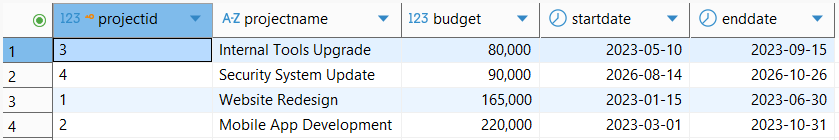 123 projectid A-Z projectname 123 budget startdate enddate
1 3 Internal Tools Upgrade 80,000 2023-05-10 2023-09-15
2 4 Security System Update 90,000 2026-08-14 2026-10-26
3 1 Website Redesign 165,000 2023-01-15 2023-06-30
4 2 Mobile App Development 220,000 2023-03-01 2023-10-31